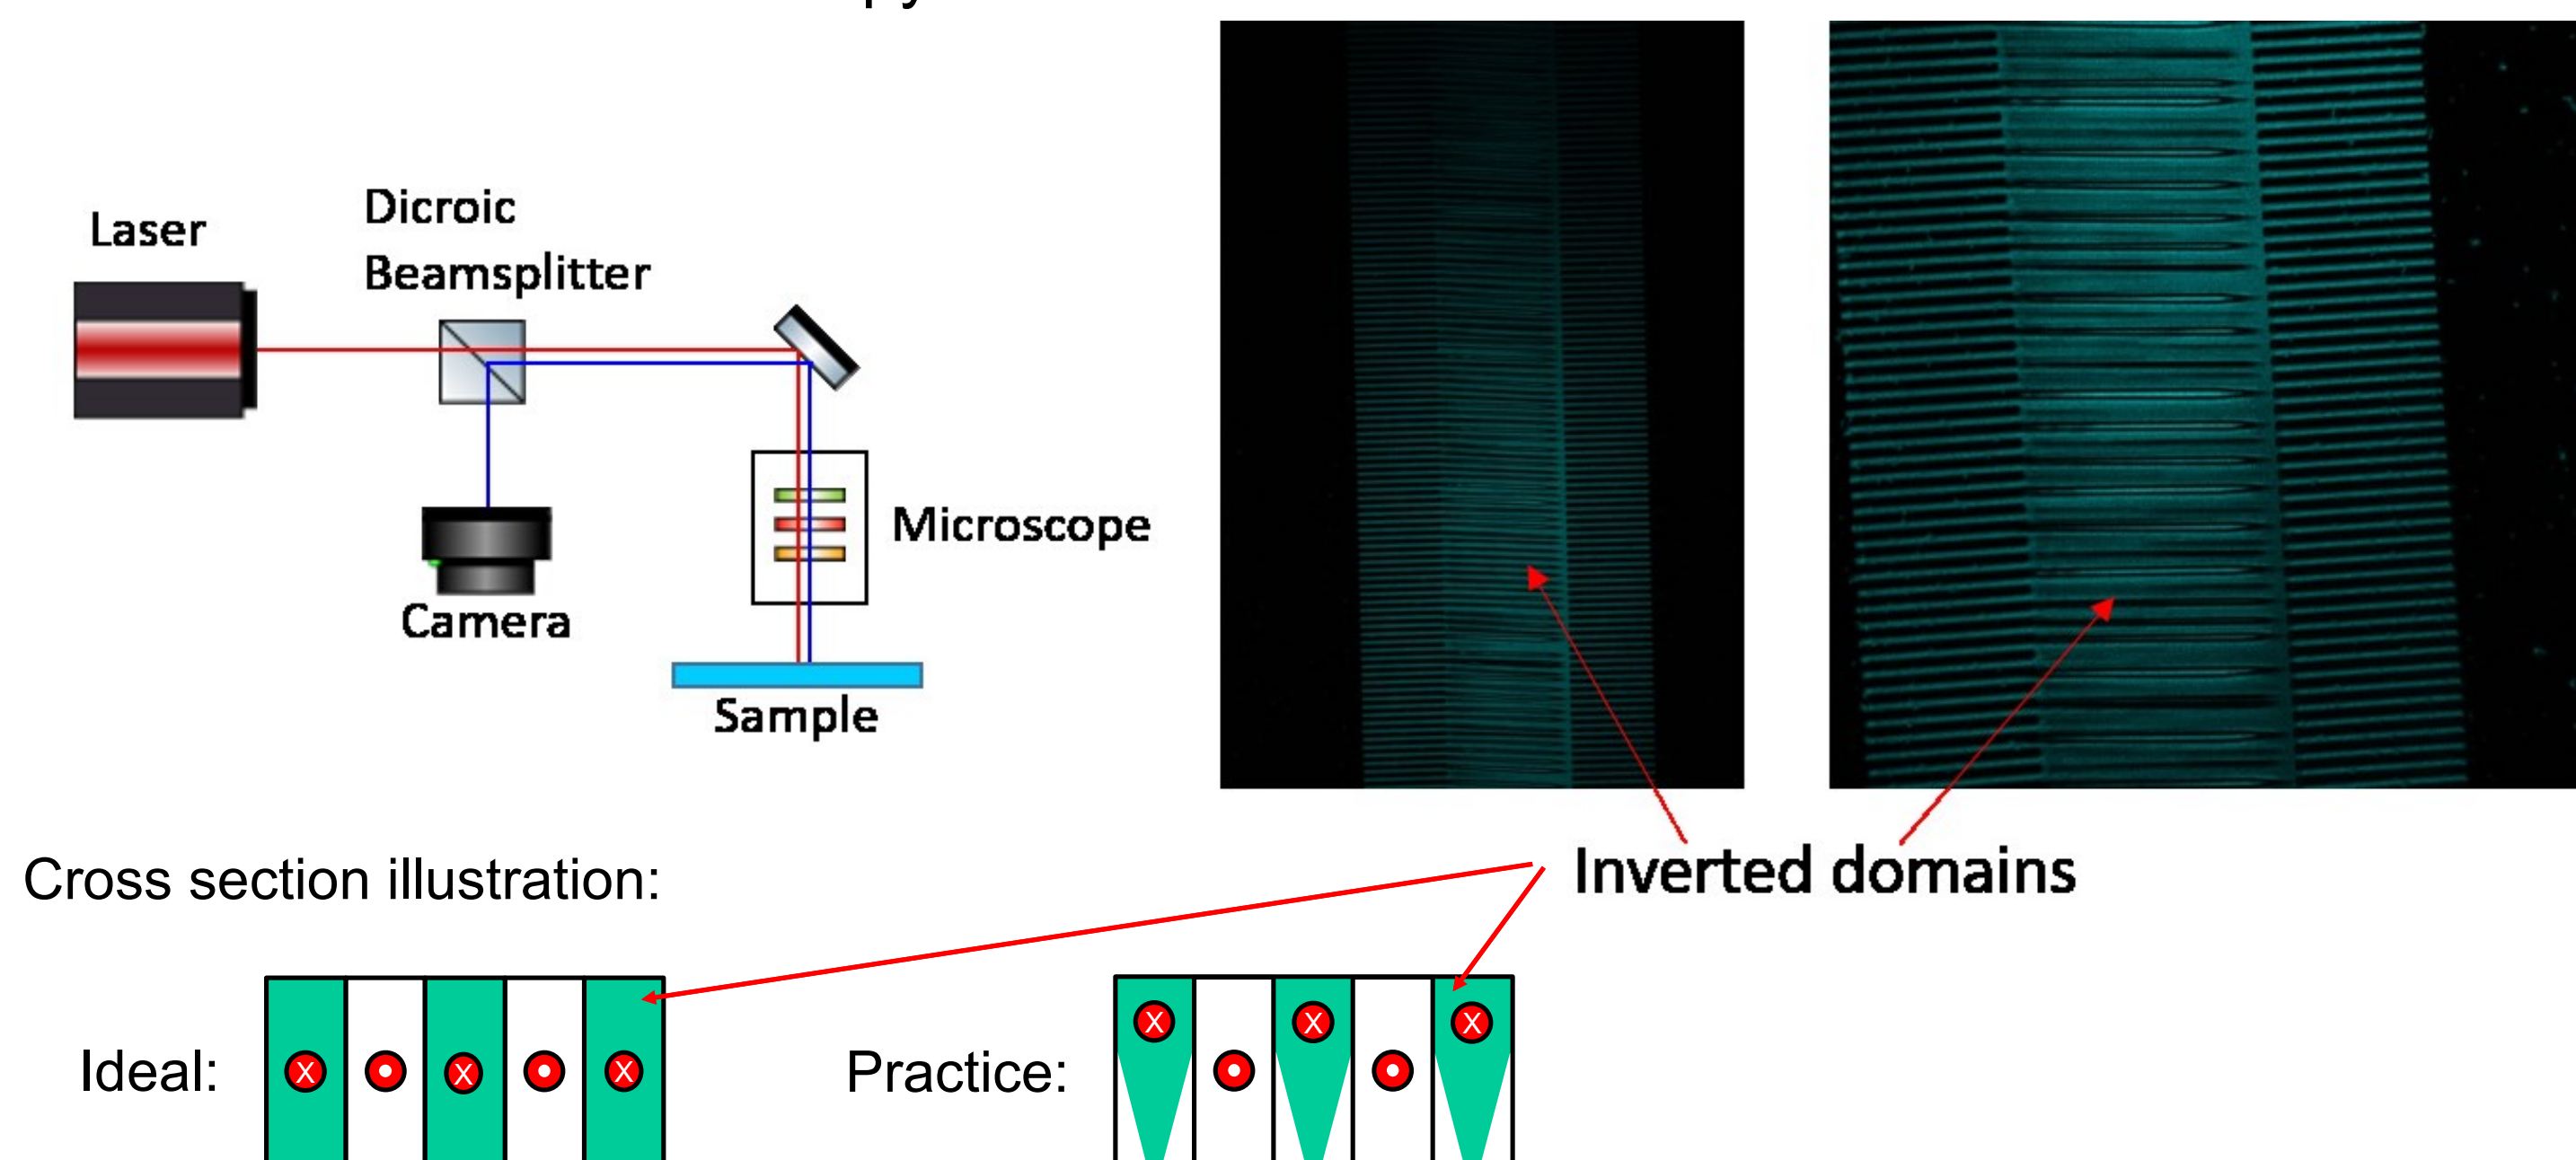 Laser
Dicroic
Beamsplitter
Microscope
Camera
Sample
Inverted domains
Cross section illustration:
Ideal:
X
X
X
Practice:
X
X
X